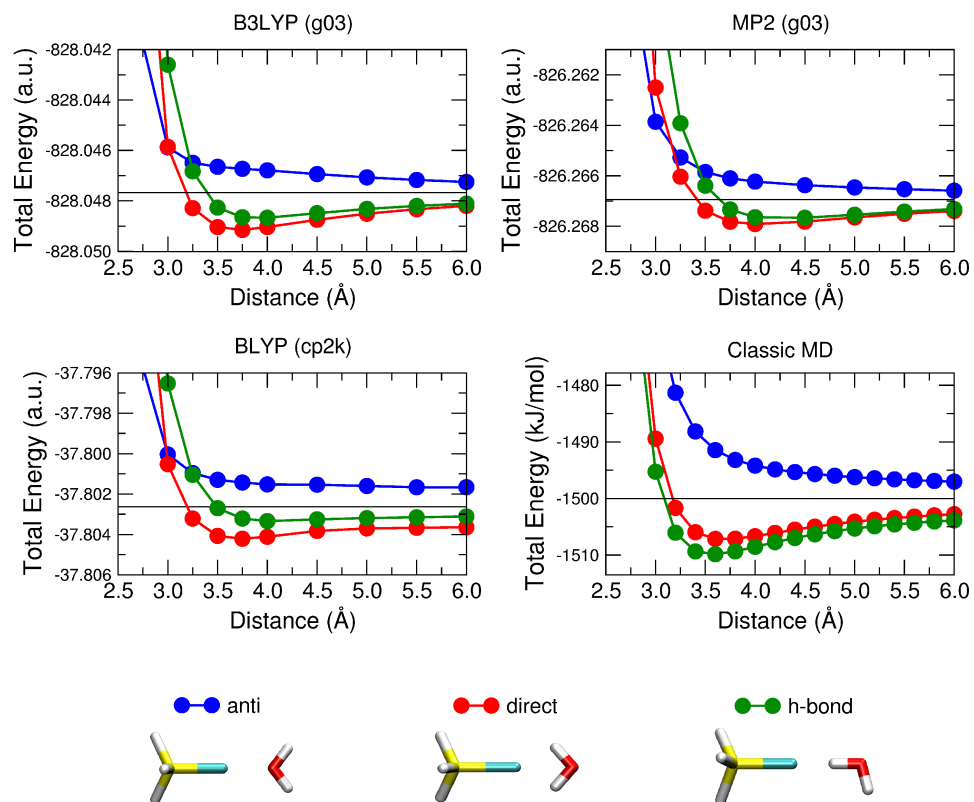 B3LYP (g03)
Total Energy (a.u.)
-828.042
-828.044
-828.046
-828.048
-828.050
2.5 3.0 3.5 4.0 4.5 5.0 5.5 6.0
Distance (Å)
MP2 (g03)
Total Energy (a.u.)
-826.262
-826.264
-826.266
-826.268
2.5 3.0 3.5 4.0 4.5 5.0 5.5 6.0
Distance (Å)
BLYP (cp2k)
Total Energy (a.u.)
-37.796
-37.798
-37.800
-37.802
-37.804
-37.806
2.5 3.0 3.5 4.0 4.5 5.0 5.5 6.0
Distance (Å)
Classic MD
Total Energy (kJ/mol)
-1480
-1490
-1500
-1510
2.5 3.0 3.5 4.0 4.5 5.0 5.5 6.0
Distance (Å)
anti
direct
h-bond